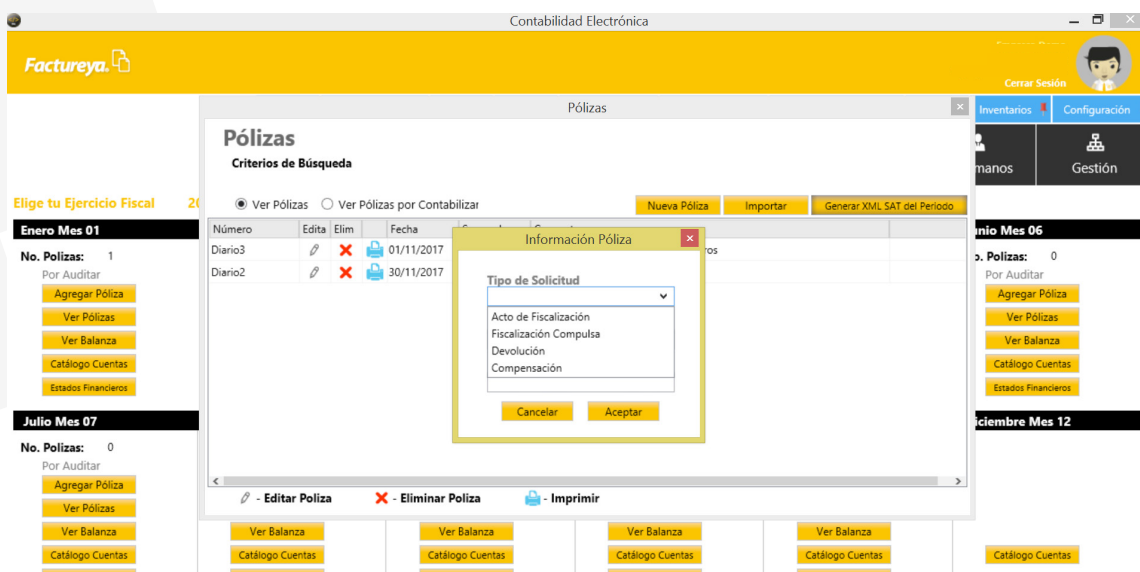 Contabilidad Electrónica
Factureya.
Cerrar Sesión
Inventarios Configuración
Gestión
Pólizas
Pólizas
Criterios de Búsqueda
Elige tu Ejercicio Fiscal
Ver Pólizas Ver Pólizas por Contabilizar
Nueva Póliza Importar Generar XML SAT del Periodo
Número Edita Elim Fecha
Diario3 01/11/2017
Diario2 30/11/2017
Información Póliza
Tipo de Solicitud
Acto de Fiscalización
Fiscalización Compulsa
Devolución
Compensación
Cancelar Aceptar
- Editar Poliza - Eliminar Poliza - Imprimir
Enero Mes 01
No. Polizas: 1
Por Auditar
Agregar Póliza
Ver Pólizas
Ver Balanza
Catálogo Cuentas
Estados Financieros
unio Mes 06
o. Polizas: 0
Por Auditar
Agregar Póliza
Ver Pólizas
Ver Balanza
Catálogo Cuentas
Estados Financieros
Julio Mes 07
No. Polizas: 0
Por Auditar
Agregar Póliza
Ver Pólizas
Ver Balanza Ver Balanza Ver Balanza Ver Balanza Ver Balanza
Catálogo Cuentas Catálogo Cuentas Catálogo Cuentas Catálogo Cuentas Catálogo Cuentas Catálogo Cuentas
iciembre Mes 12